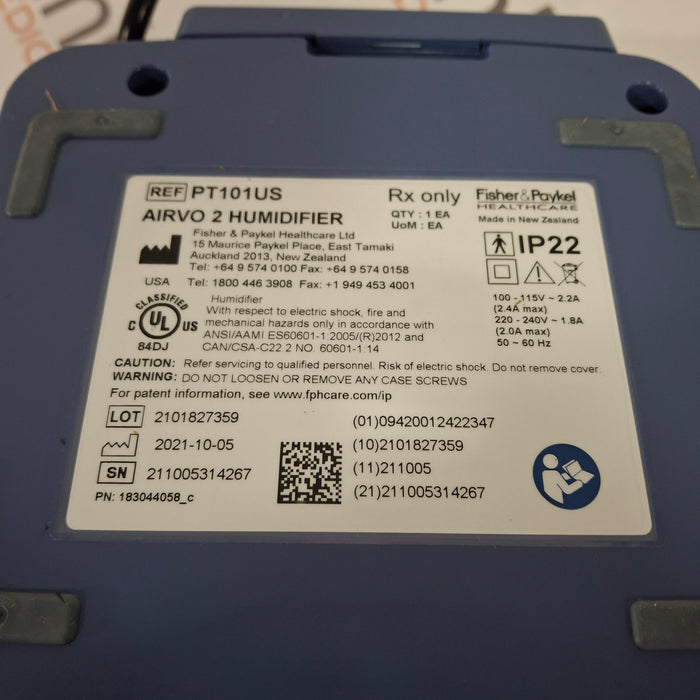 REF PT101US
AIRVO 2 HUMIDIFIER
Rx only
QTY : 1 EA
UoM : EA
Fisher & Paykel
HEALTHCARE
Made in New Zealand
Fisher & Paykel Healthcare Ltd
15 Maurice Paykel Place, East Tamaki
Auckland 2013, New Zealand
Tel: +64 9 574 0100 Fax: +64 9 574 0158
USA Tel: 1800 446 3908 Fax: +1 949 453 4001
IP22
100 - 115V ~ 2.2A
(2.4A max)
220 - 240V ~ 1.8A
(2.0A max)
50 ~ 60 Hz
CLASSIFIED
C UL US
84DJ
Humidifier
With respect to electric shock, fire and
mechanical hazards only in accordance with
ANSI/AAMI ES60601-1:2005/(R)2012 and
CAN/CSA-C22.2 NO. 60601-1:14
CAUTION: Refer servicing to qualified personnel. Risk of electric shock. Do not remove cover.
WARNING: DO NOT LOOSEN OR REMOVE ANY CASE SCREWS
For patent information, see www.fphcare.com/ip
LOT 2101827359
2021-10-05
SN 211005314267
PN: 183044058_c
(01)09420012422347
(10)2101827359
(11)211005
(21)211005314267